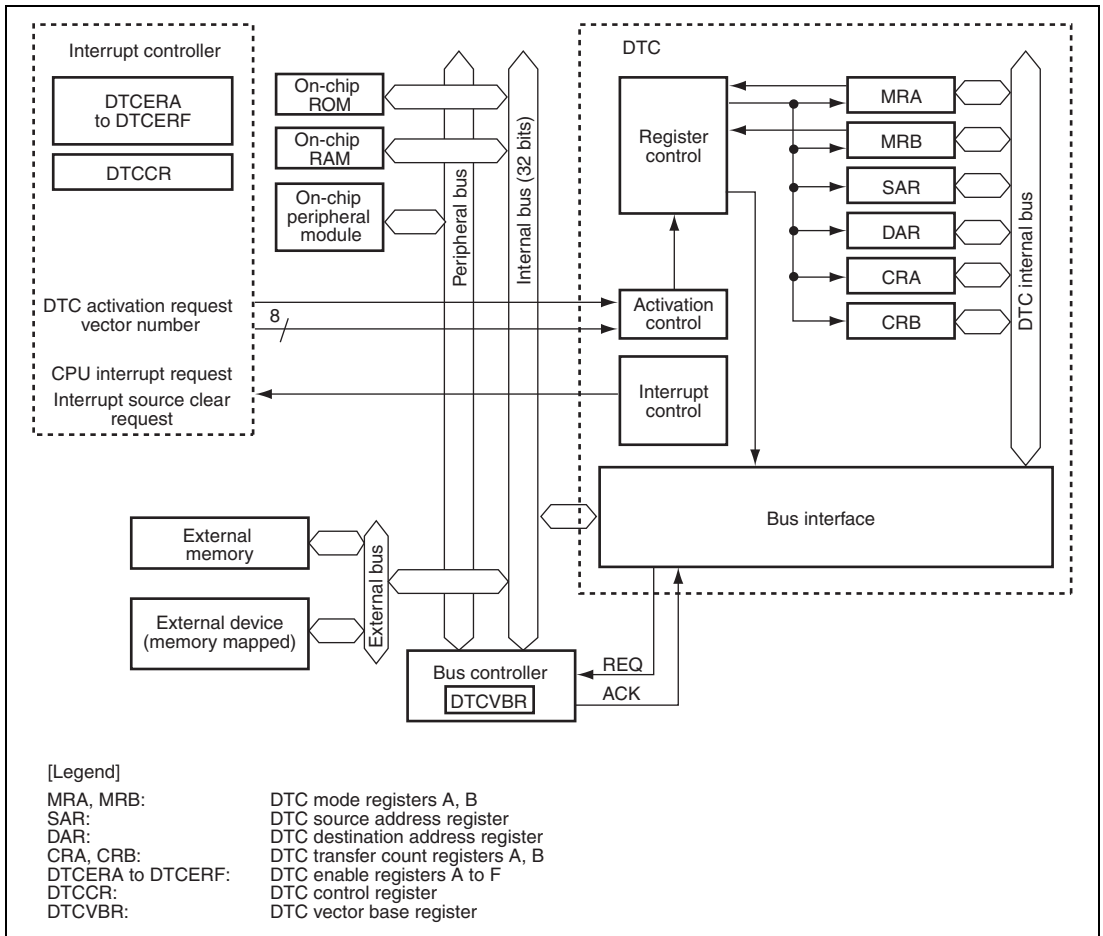 Interrupt controller
DTCERA
to DTCERF
DTCCR
DTC activation request
vector number
8
CPU interrupt request
Interrupt source clear
request
On-chip
ROM
On-chip
RAM
On-chip
peripheral
module
Peripheral bus
Internal bus (32 bits)
DTC
Register
control
Activation
control
Interrupt
control
MRA
MRB
SAR
DAR
CRA
CRB
DTC internal bus
Bus interface
External
memory
External device
(memory mapped)
External bus
Bus controller
DTCVBR
REQ
ACK
[Legend]
MRA, MRB: DTC mode registers A, B
SAR: DTC source address register
DAR: DTC destination address register
CRA, CRB: DTC transfer count registers A, B
DTCERA to DTCERF: DTC enable registers A to F
DTCCR: DTC control register
DTCVBR: DTC vector base register